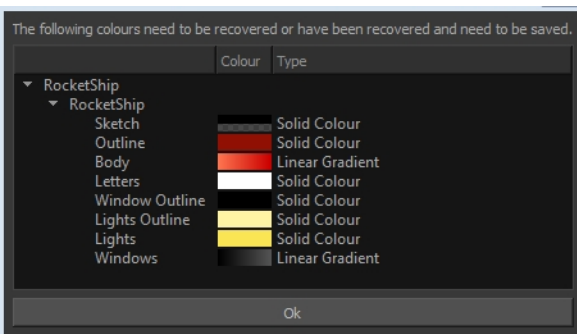 The following colours need to be recovered or have been recovered and need to be saved.
Colour Type
RocketShip
RocketShip
Sketch Solid Colour
Outline Solid Colour
Body Linear Gradient
Letters Solid Colour
Window Outline Solid Colour
Lights Outline Solid Colour
Lights Solid Colour
Windows Linear Gradient
Ok